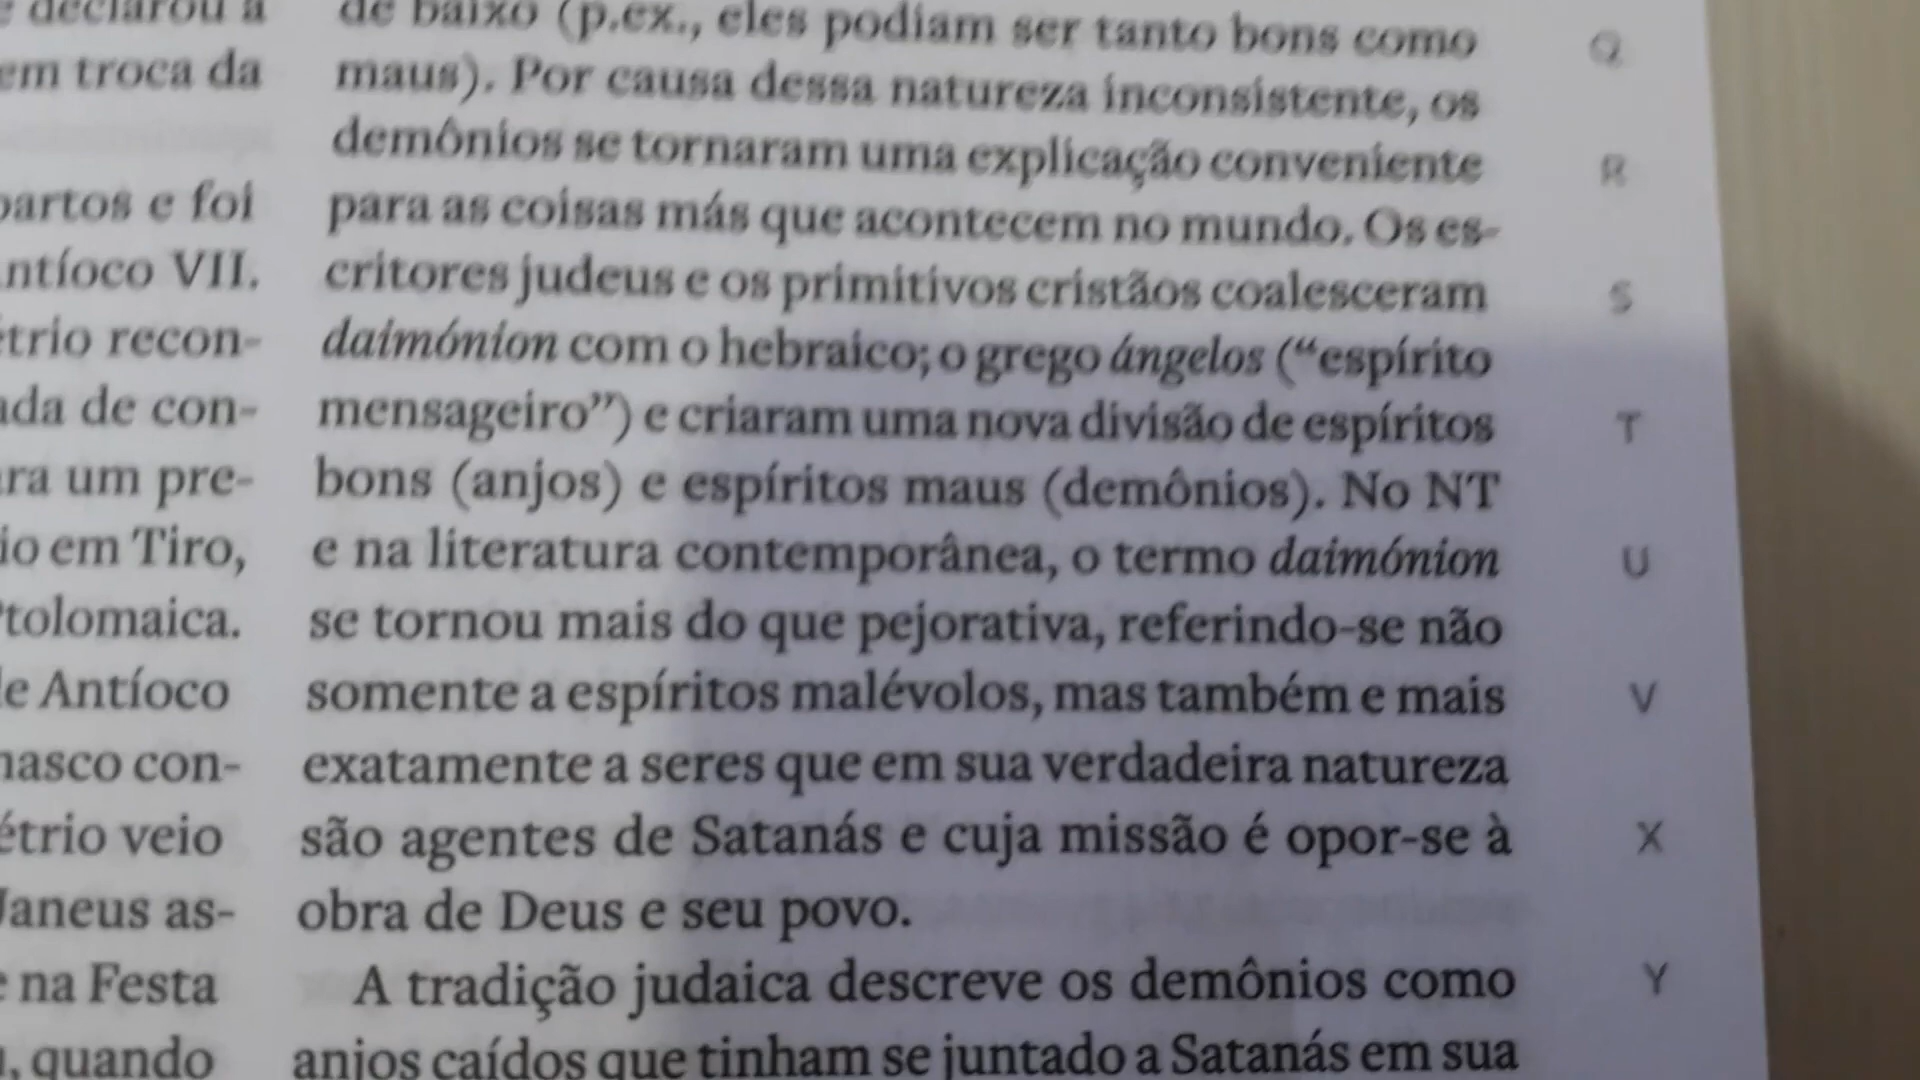 declarou a
em troca da
partos e foi
ntíoco VII.
étrio recon-
ada de con-
ra um pre-
io em Tiro,
Ptolomaica.
de Antíoco
masco con-
étrio veio
Janeus as-
e na Festa
, quando
de baixo (p.ex., eles podiam ser tanto bons como
maus). Por causa dessa natureza inconsistente, os
demônios se tornaram uma explicação conveniente
para as coisas más que acontecem no mundo. Os es-
critores judeus e os primitivos cristãos coalesceram
daimónion com o hebraico; o grego ángelos (“espírito
mensageiro”) e criaram uma nova divisão de espíritos
bons (anjos) e espíritos maus (demônios). No NT
e na literatura contemporânea, o termo daimónion
se tornou mais do que pejorativa, referindo-se não
somente a espíritos malévolos, mas também e mais
exatamente a seres que em sua verdadeira natureza
são agentes de Satanás e cuja missão é opor-se à
obra de Deus e seu povo.
A tradição judaica descreve os demônios como
anjos caídos que tinham se juntado a Satanás em sua
Q
R
S
T
U
V
X
Y